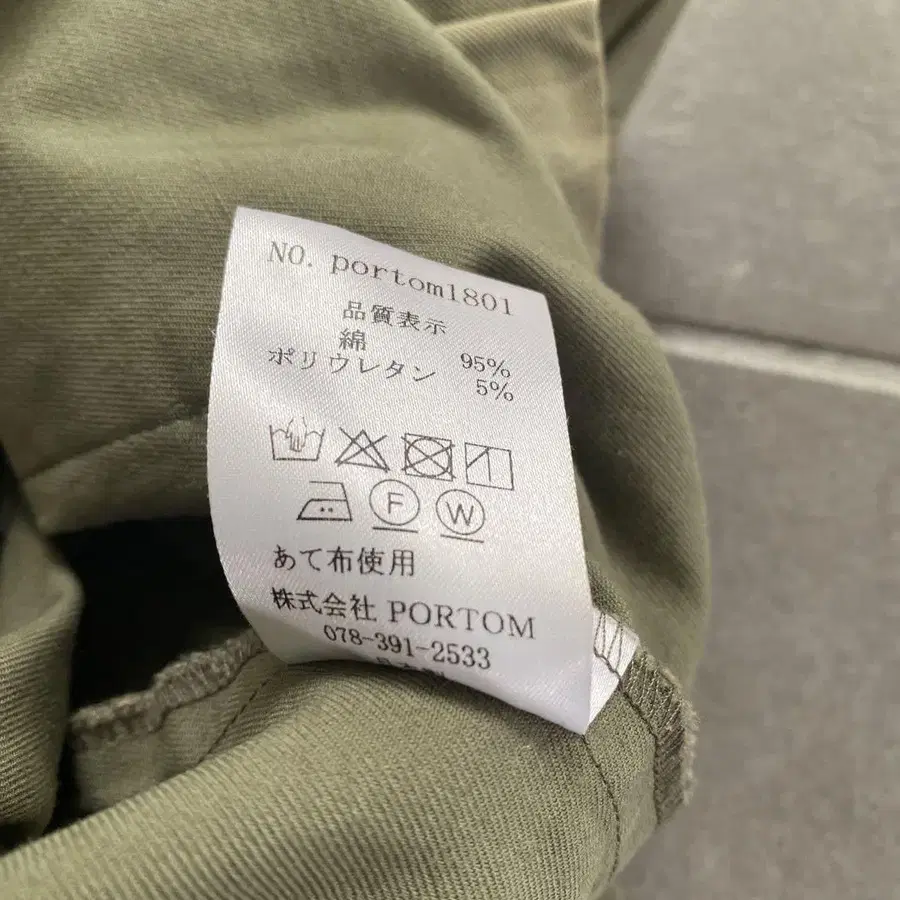 NO. portom1801
品質表示
綿 95%
ポリウレタン 5%
F W
あて布使用
株式会社 PORTOM
078-391-2533